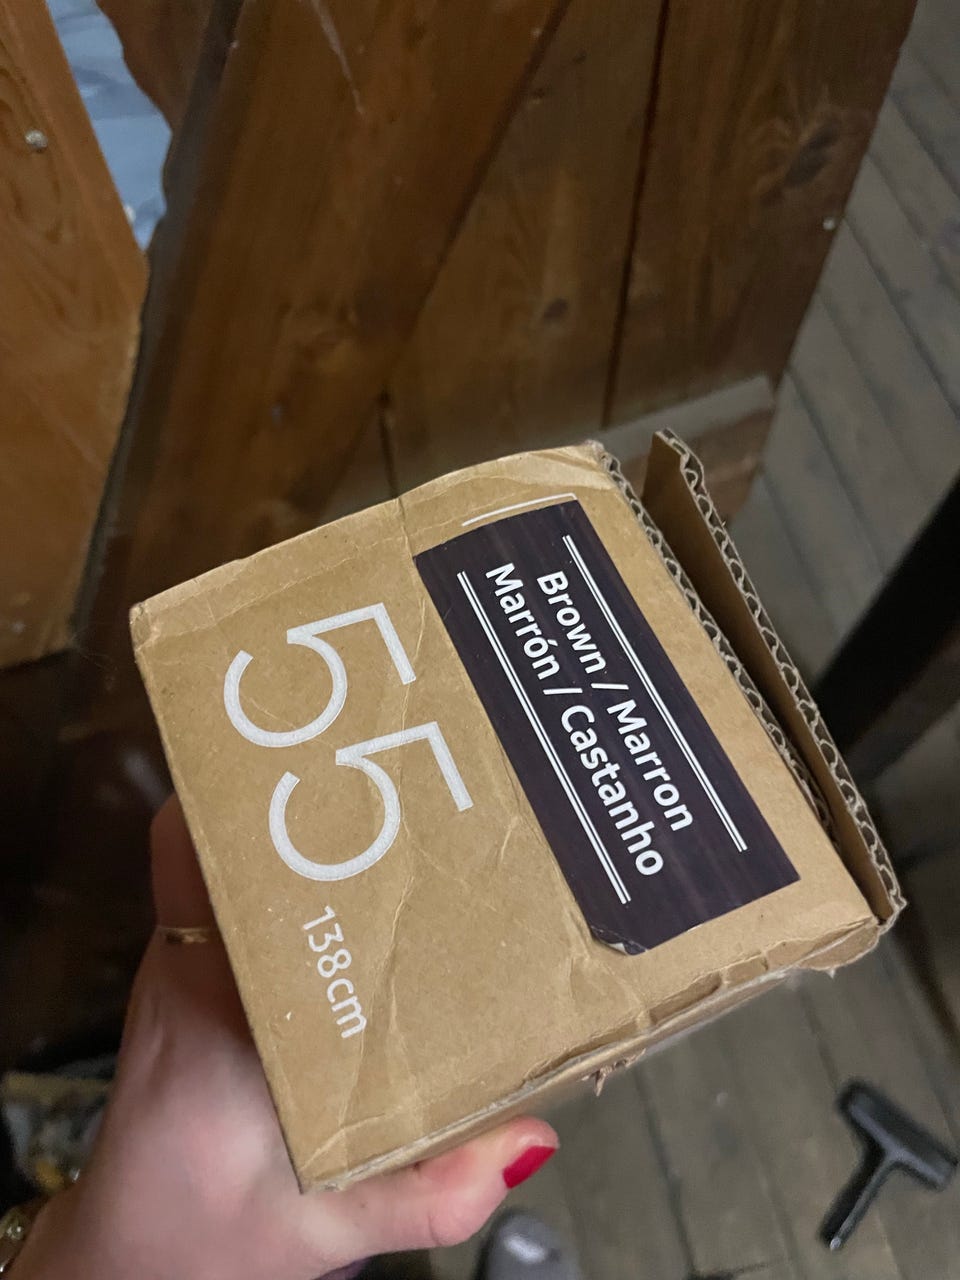 55
138cm
Brown / Marron
Marrón / Castanho